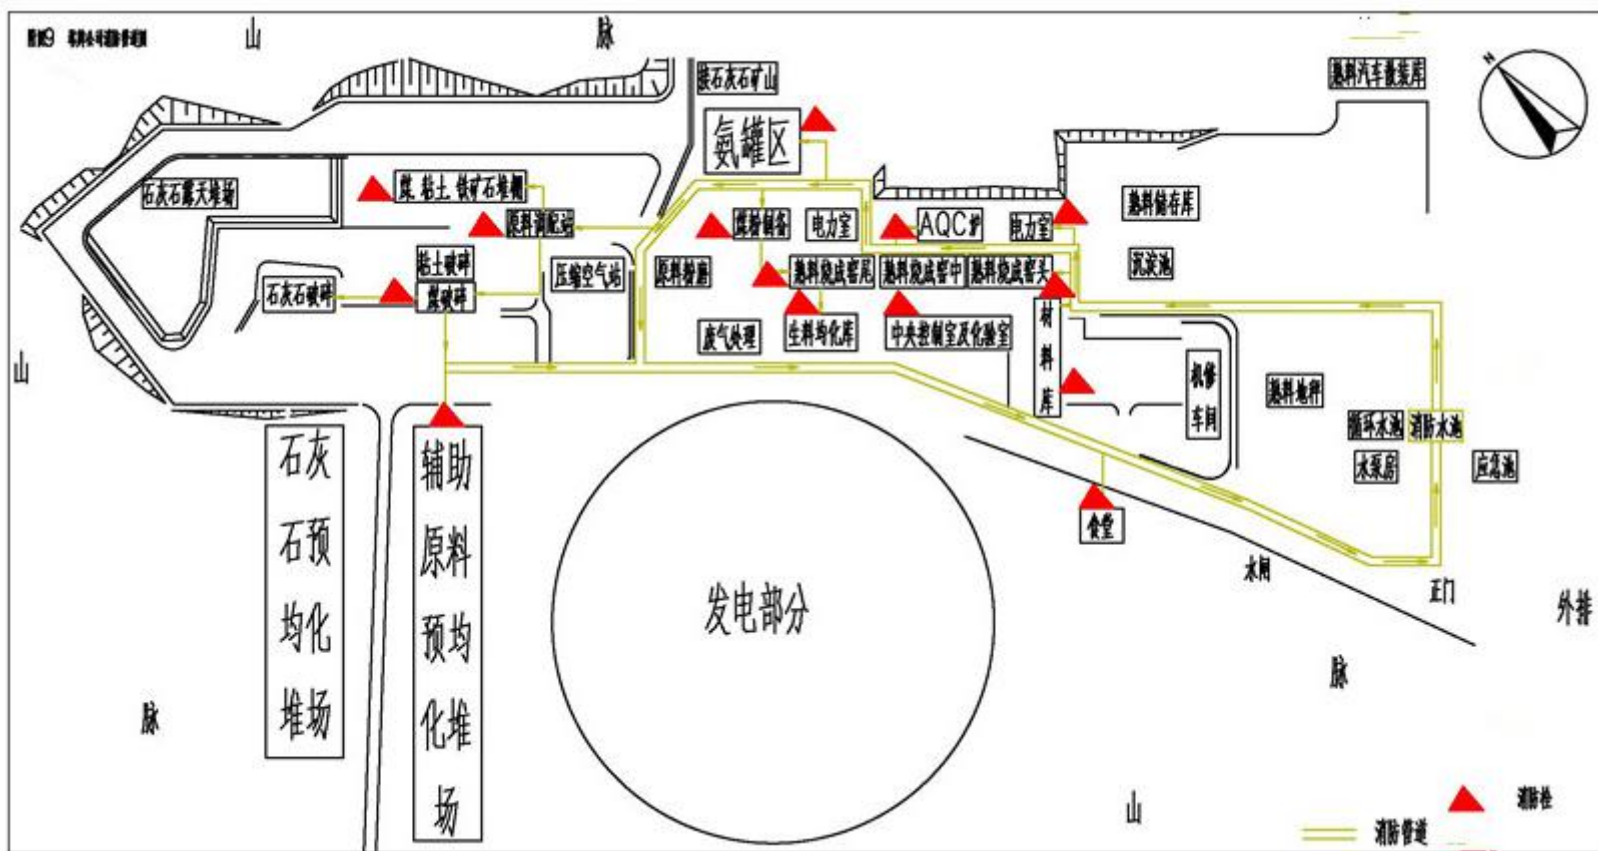 附图9
山
脉
接石灰石矿山
熟料汽车散装库
N
氨罐区
石灰石露天堆场
煤、粘土、铁矿石堆棚
原料调配站
煤粉制备
电力室
AQC炉
电力室
熟料储存库
粘土破碎
压缩空气站
原料粉磨
熟料烧成窑尾
熟料烧成窑中
熟料烧成窑头
沉淀池
石灰石破碎
煤破碎
废气处理
生料均化库
中央控制室及化验室
材料库
山
机修车间
熟料地秤
循环水池
消防水池
水泵房
应急池
石灰石预均化堆场
辅助原料预均化堆场
食堂
发电部分
水闸
正门
外排
脉
脉
山
消防栓
消防管道